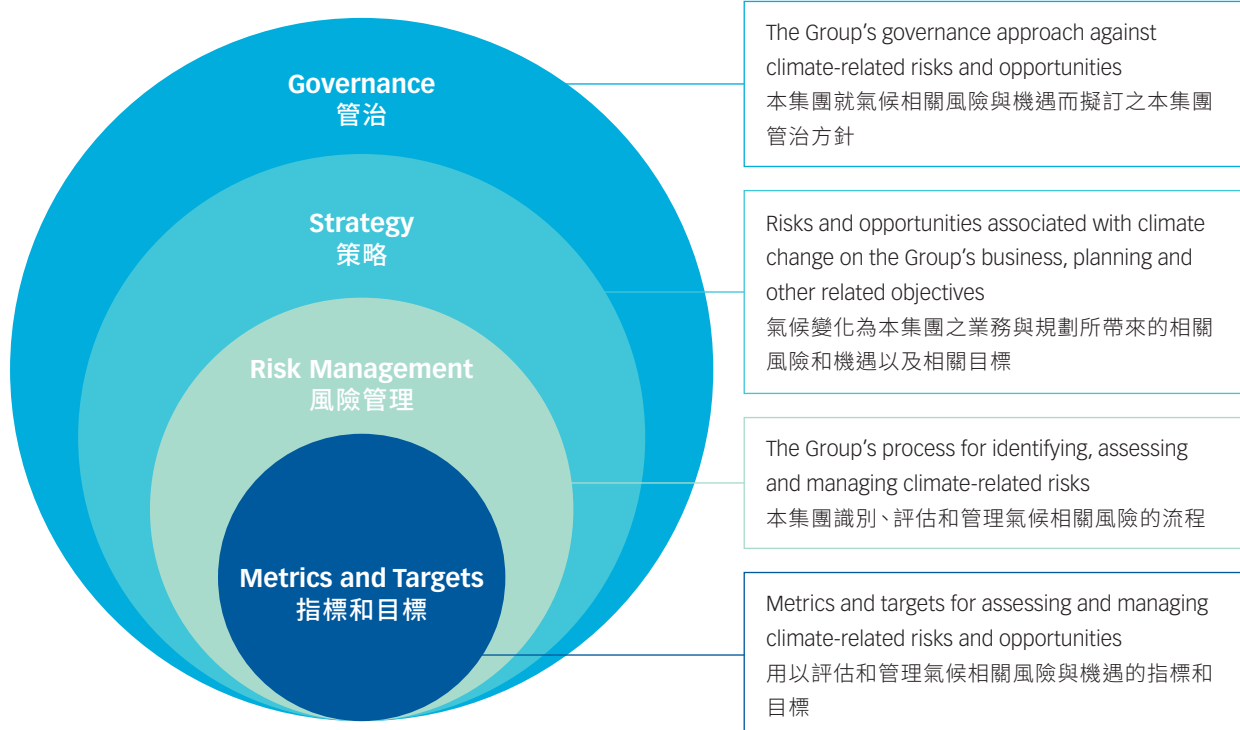 Governance
管治
Strategy
策略
Risk Management
風險管理
Metrics and Targets
指標和目標
The Group’s governance approach against
climate-related risks and opportunities
本集團就氣候相關風險與機遇而擬訂之本集團
管治方針
Risks and opportunities associated with climate
change on the Group’s business, planning and
other related objectives
氣候變化為本集團之業務與規劃所帶來的相關
風險和機遇以及相關目標
The Group’s process for identifying, assessing
and managing climate-related risks
本集團識別、評估和管理氣候相關風險的流程
Metrics and targets for assessing and managing
climate-related risks and opportunities
用以評估和管理氣候相關風險與機遇的指標和
目標